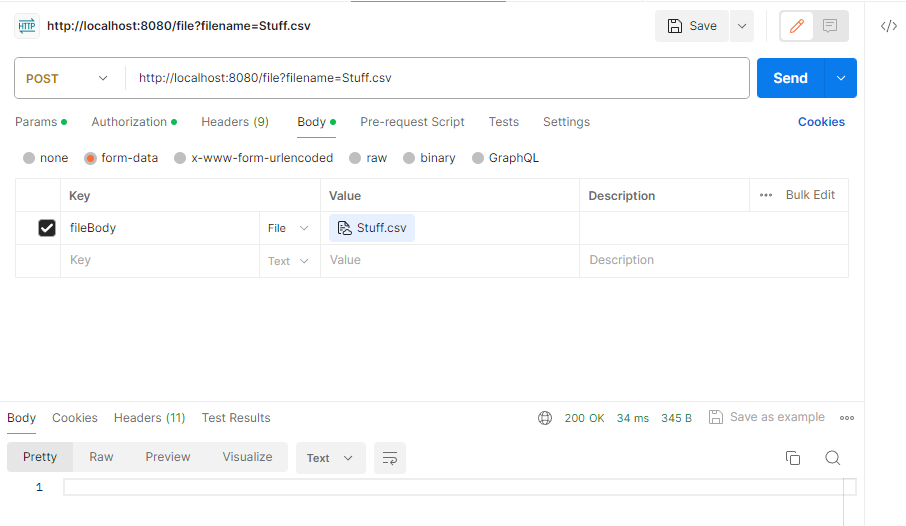 HTTP http://localhost:8080/file?filename=Stuff.csv Save </>
POST http://localhost:8080/file?filename=Stuff.csv Send
Params Authorization Headers (9) Body Pre-request Script Tests Settings Cookies
none form-data x-www-form-urlencoded raw binary GraphQL
Key Value Description ••• Bulk Edit
fileBody File Stuff.csv
Key Text Value Description
Body Cookies Headers (11) Test Results 200 OK 34 ms 345 B Save as example
Pretty Raw Preview Visualize Text
1